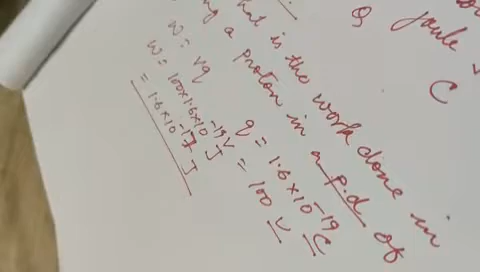 joule
Q C
hat is the work done in
ng a proton in a p.d of
W = Vq
q = 1.6 × 10⁻¹⁹ C
W = 100 × 1.6 × 10⁻¹⁹ J
V = 100 V
= 1.6 × 10⁻¹⁷ J